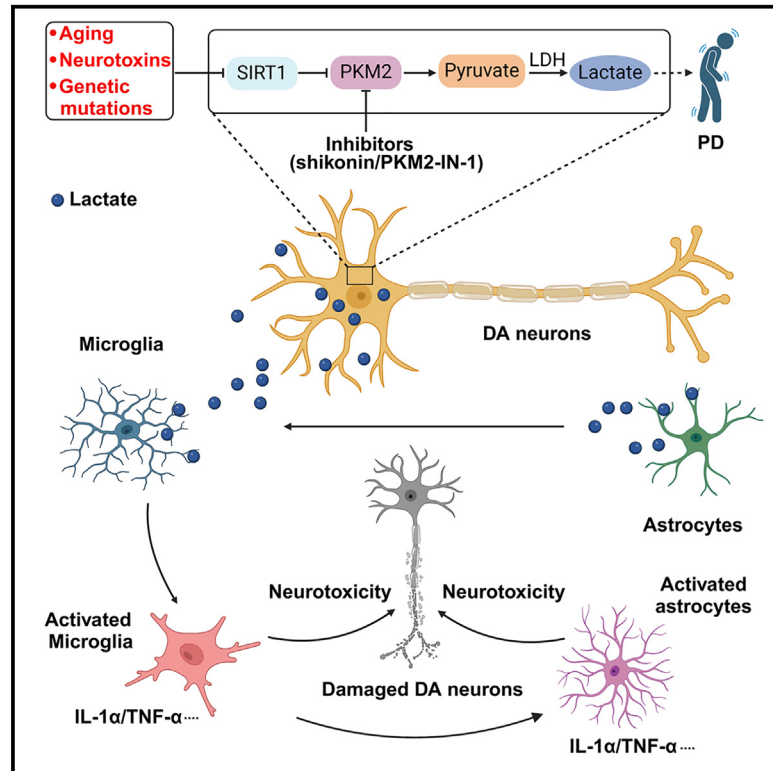 •Aging
•Neurotoxins
•Genetic
mutations
SIRT1
PKM2
Pyruvate
LDH
Lactate
Inhibitors
(shikonin/PKM2-IN-1)
PD
Lactate
DA neurons
Microglia
Astrocytes
Neurotoxicity
Neurotoxicity
Activated
Microglia
Activated
astrocytes
Damaged DA neurons
IL-1α/TNF-α····
IL-1α/TNF-α····